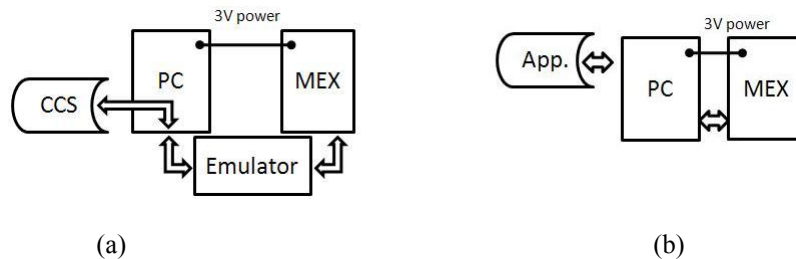 3V power
PC
MEX
CCS
Emulator
(a)
3V power
App.
PC
MEX
(b)